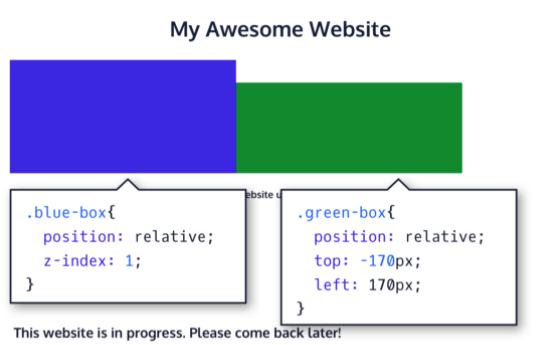 My Awesome Website
ebsite u
.blue-box{
position: relative;
z-index: 1;
}
.green-box{
position: relative;
top: -170px;
left: 170px;
}
This website is in progress. Please come back later!